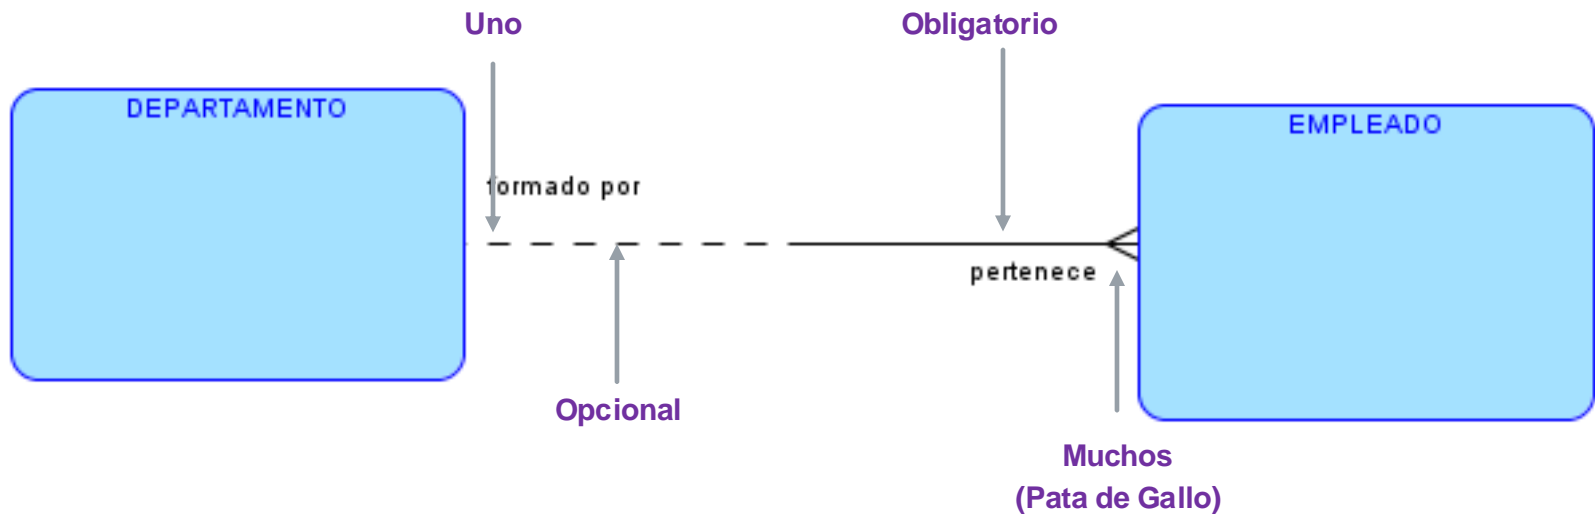 Uno
Obligatorio
DEPARTAMENTO
EMPLEADO
formado por
pertenece
Opcional
Muchos
(Pata de Gallo)